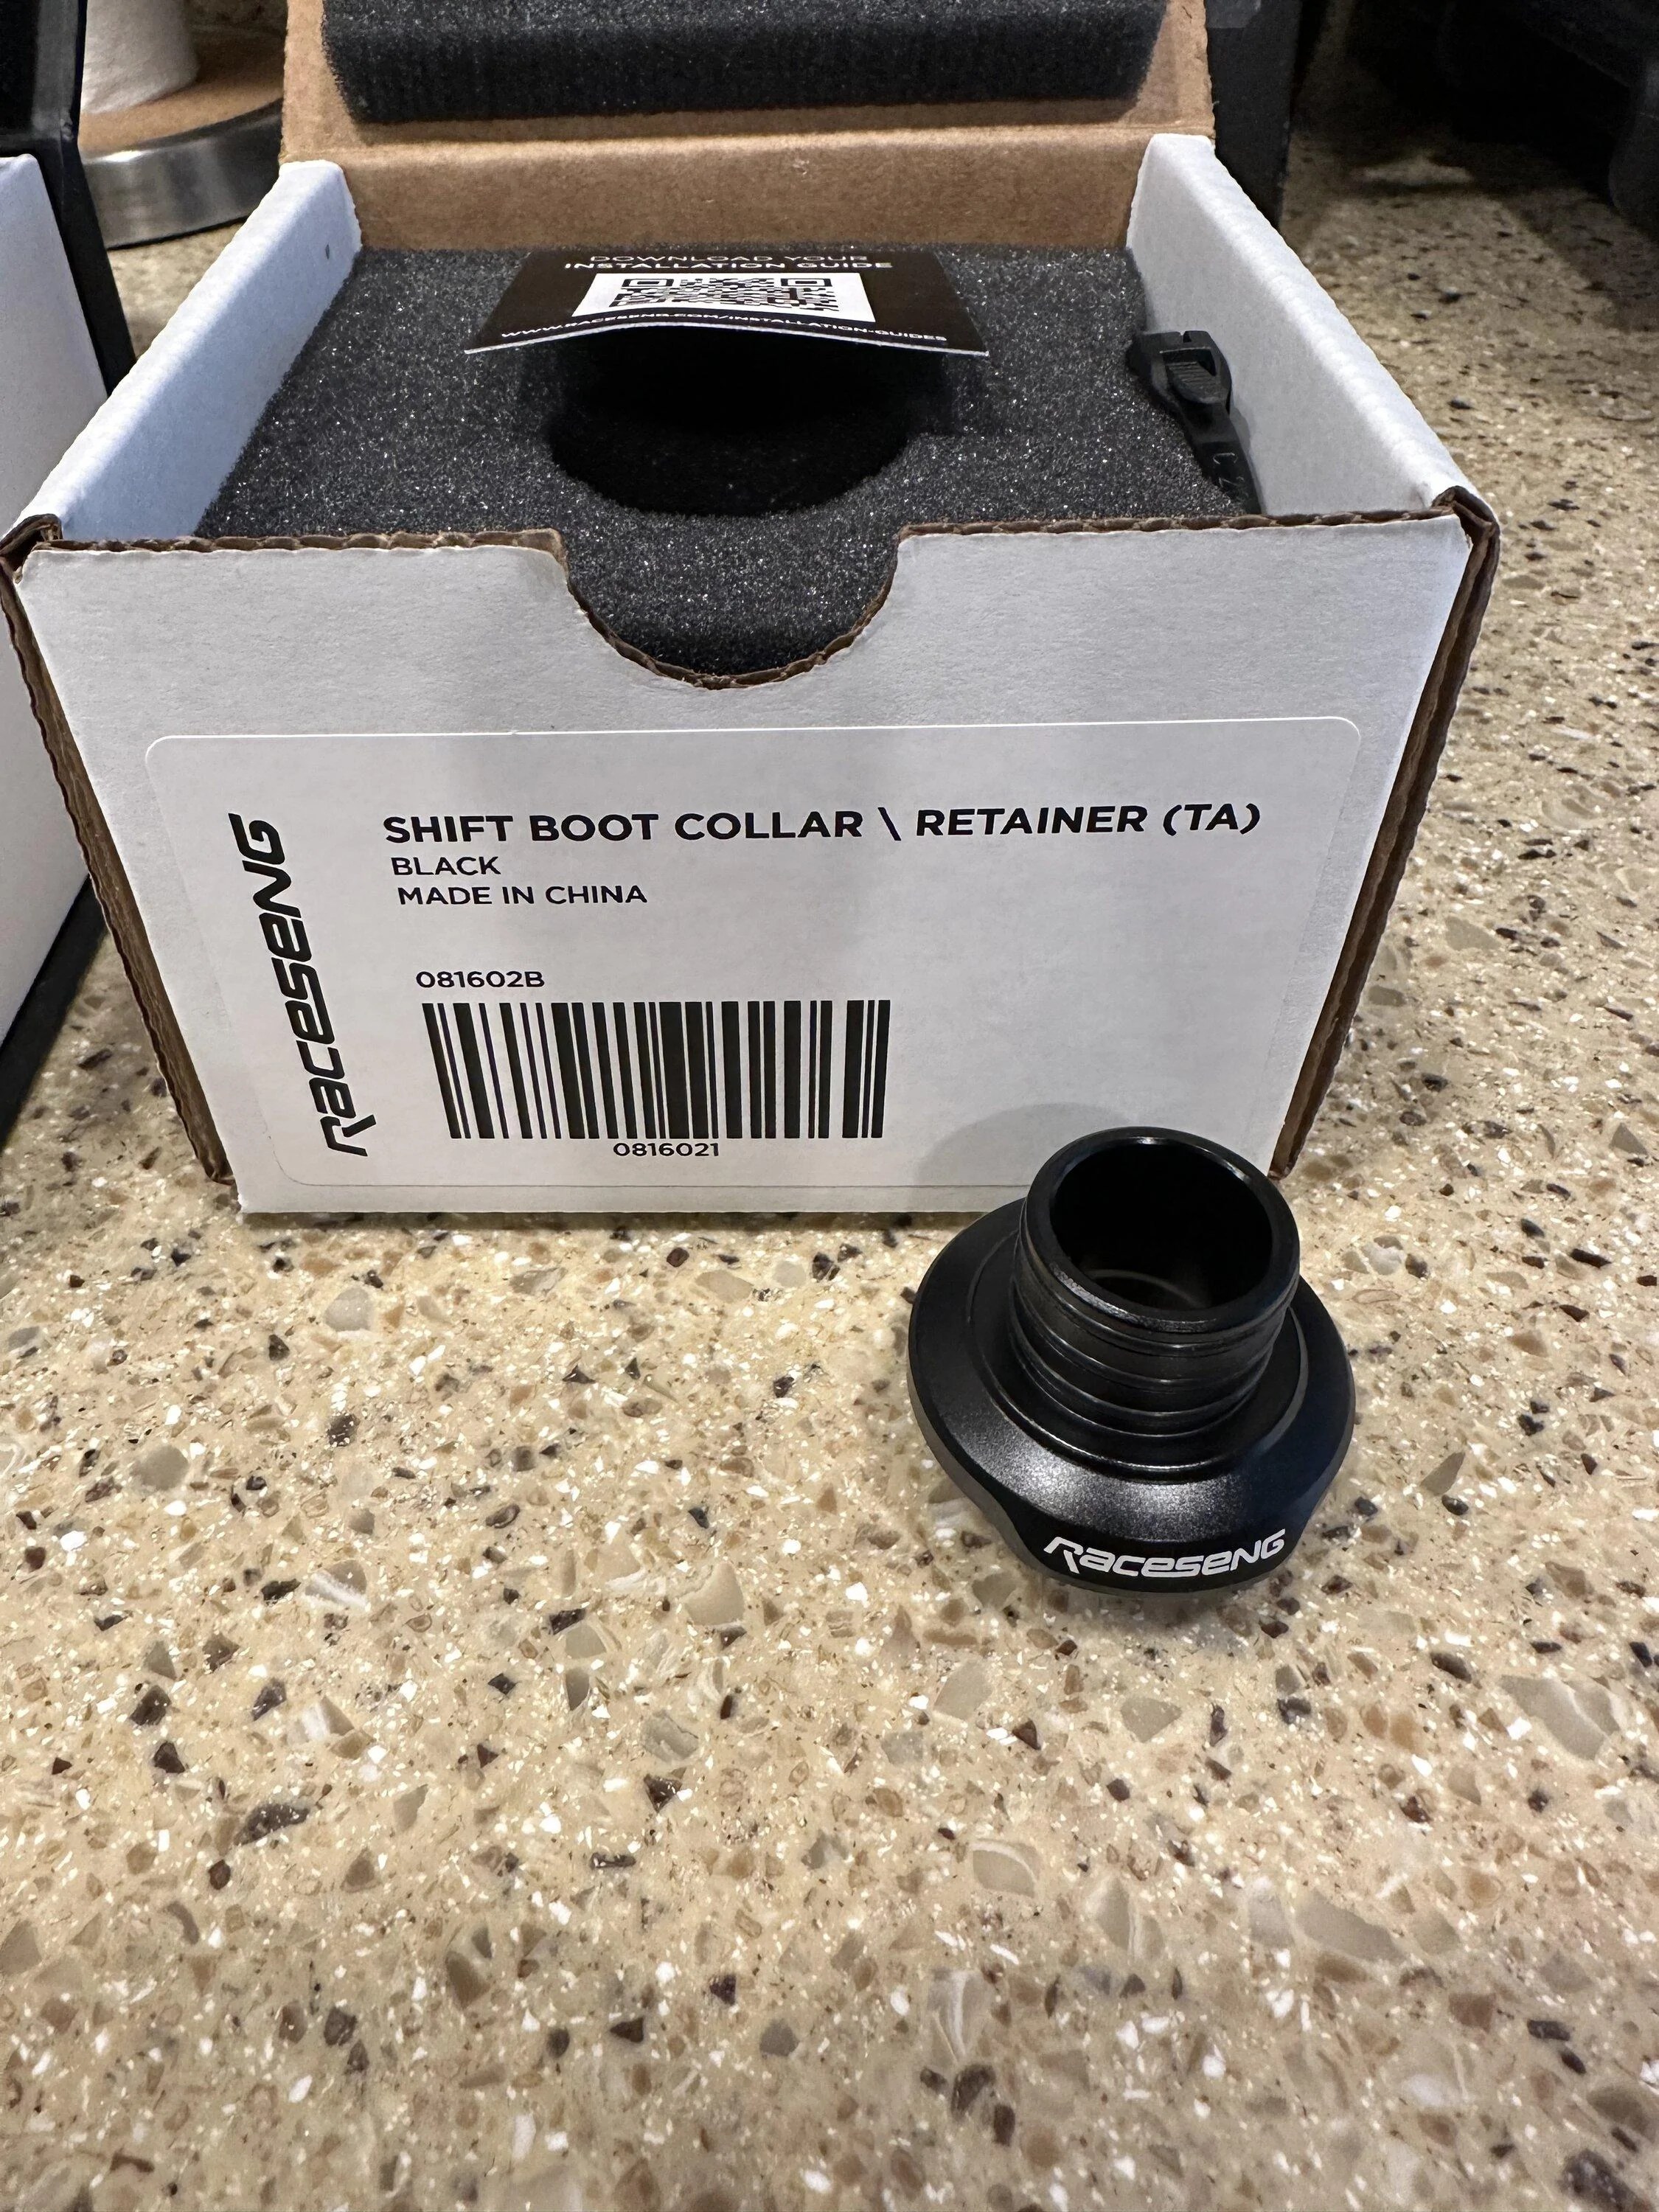 DOWNLOAD YOUR
INSTALLATION GUIDE
WWW.RACESENG.COM/INSTALLATION-GUIDES
Raceseng
SHIFT BOOT COLLAR \ RETAINER (TA)
BLACK
MADE IN CHINA
081602B
0816021
Raceseng